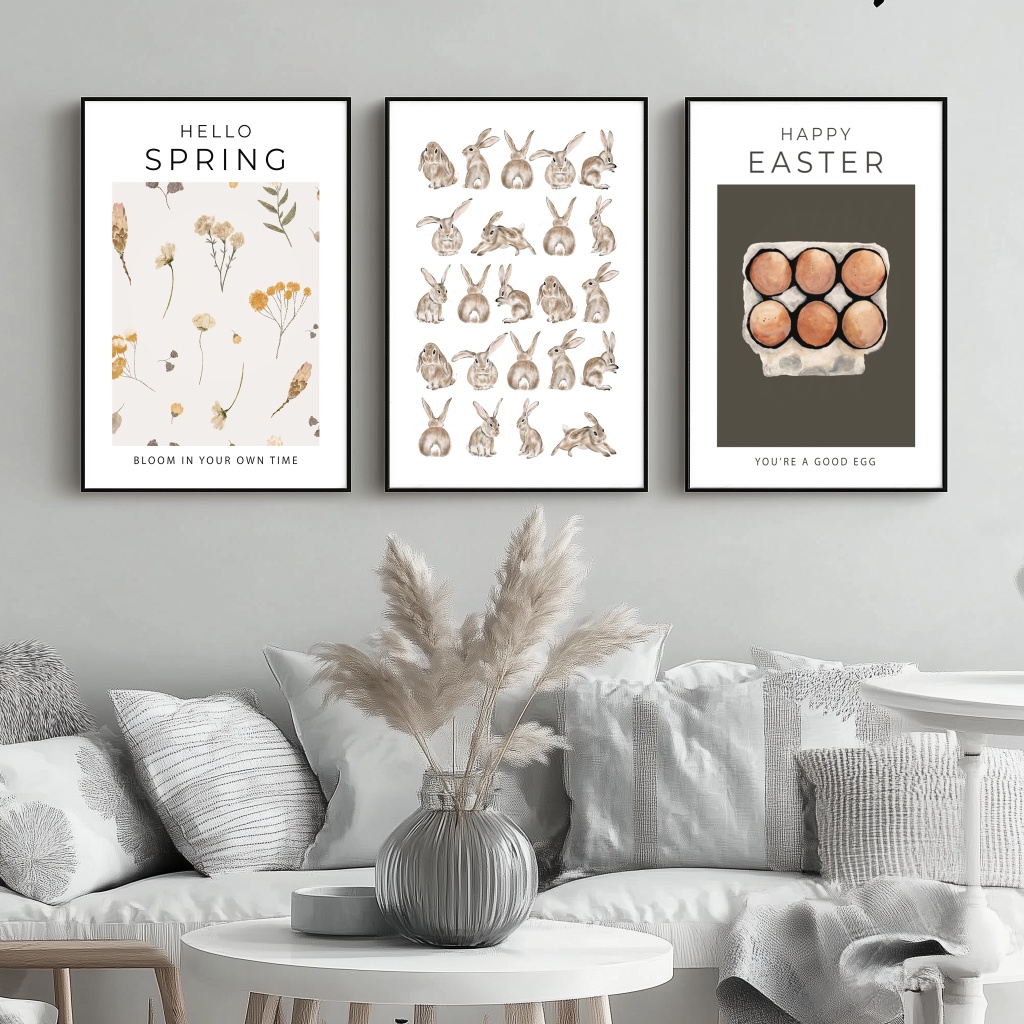 HELLO
SPRING
BLOOM IN YOUR OWN TIME
HAPPY
EASTER
YOU'RE A GOOD EGG